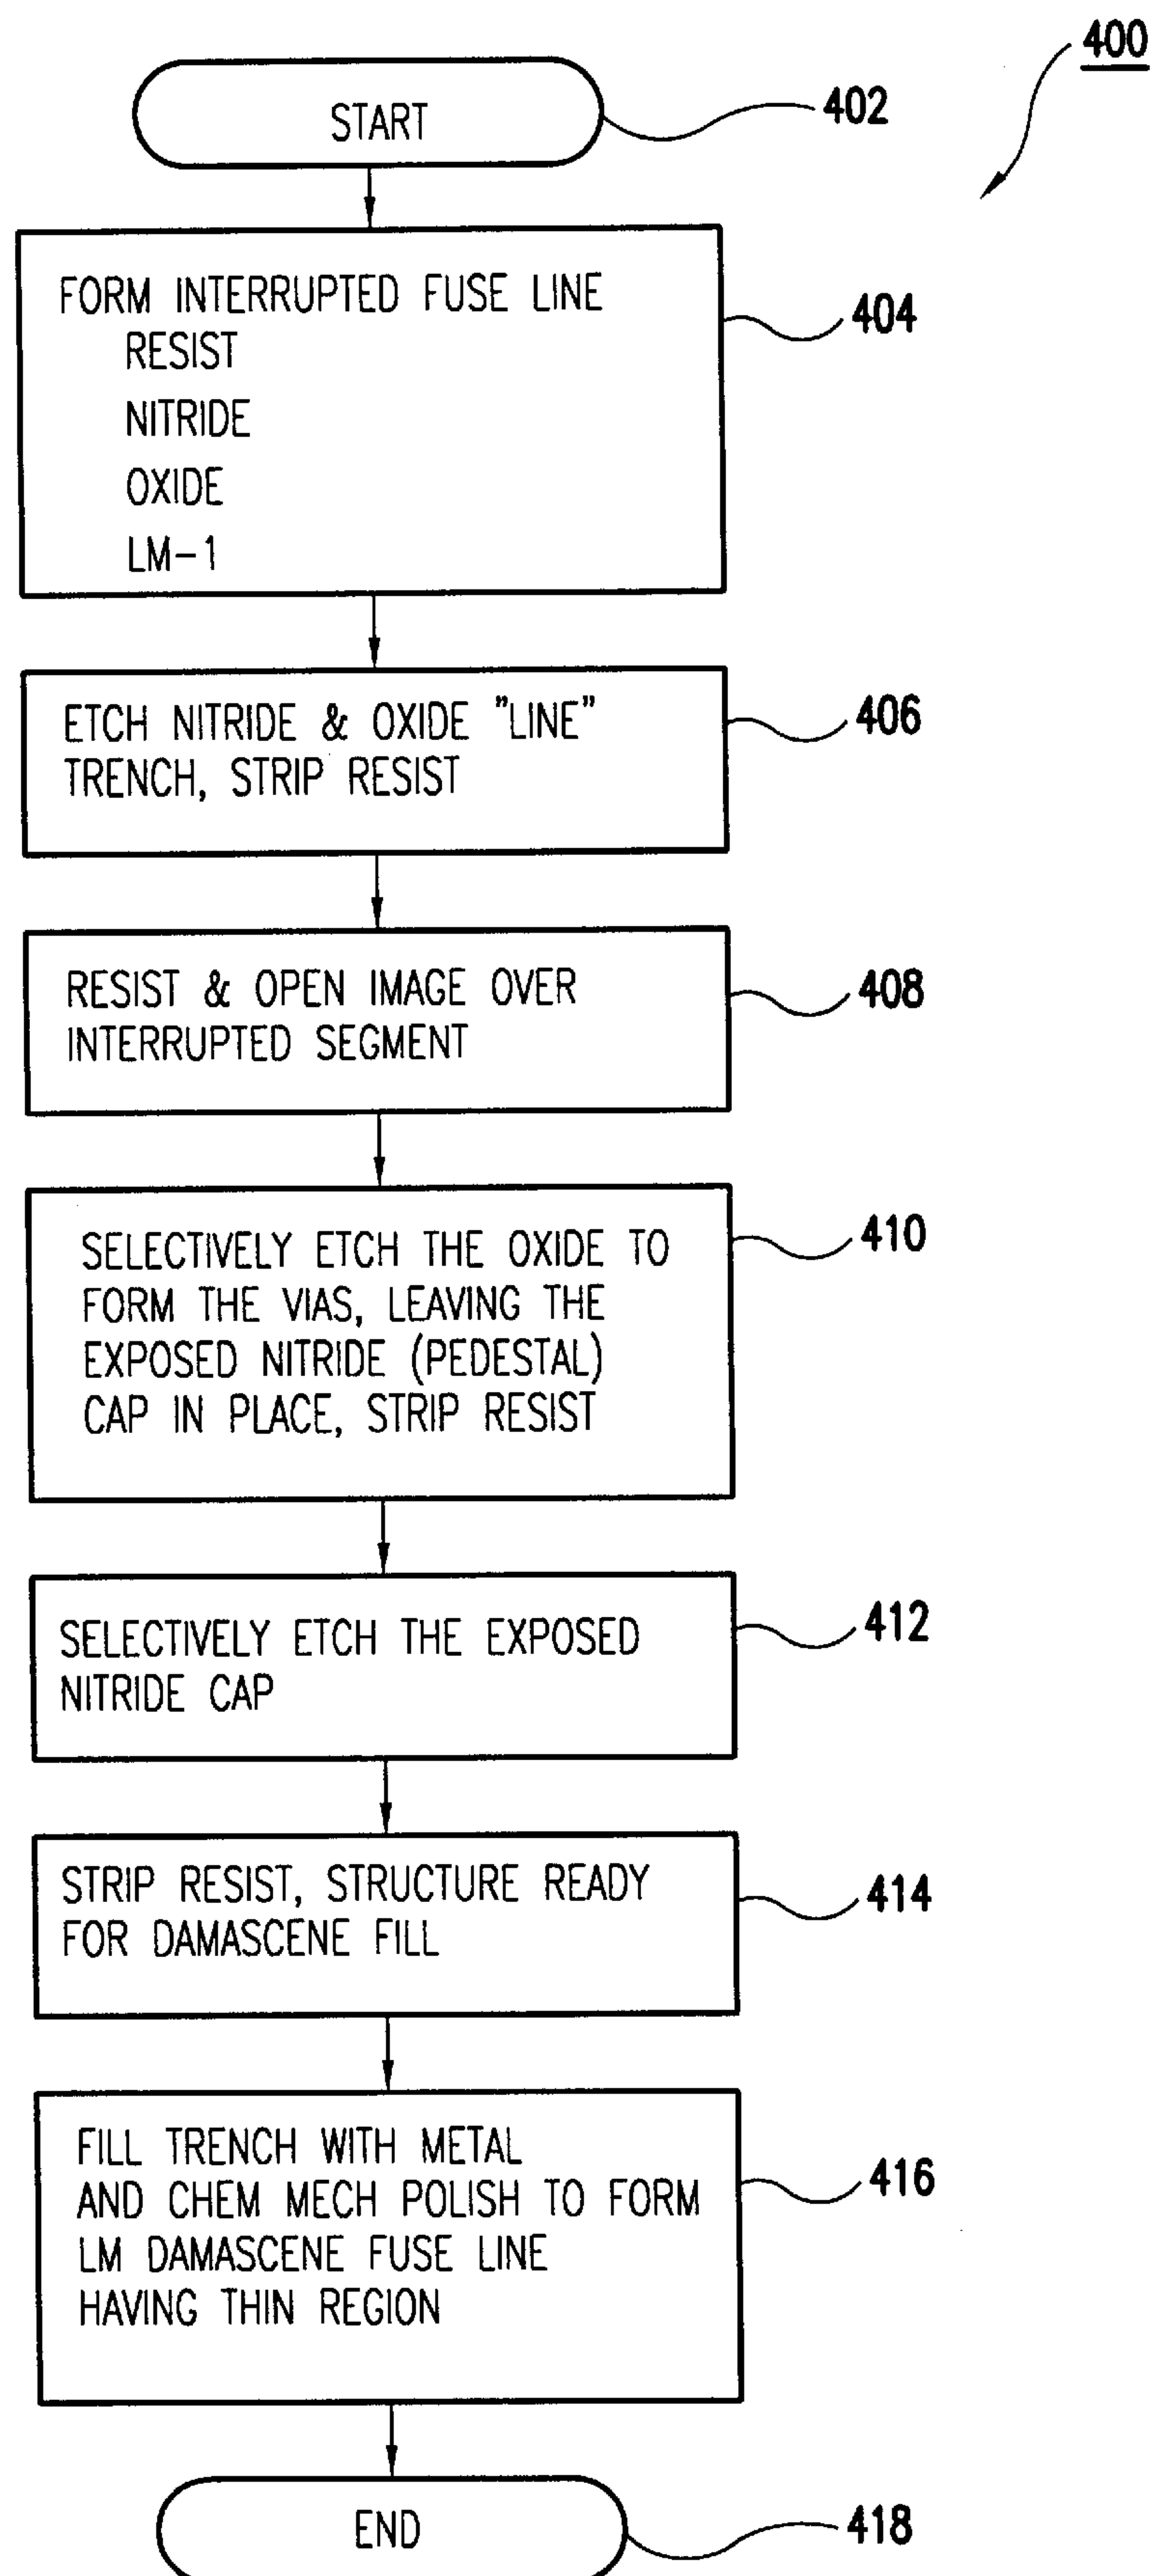 400
START
402
FORM INTERRUPTED FUSE LINE
RESIST
NITRIDE
OXIDE
LM-1
404
ETCH NITRIDE & OXIDE "LINE"
TRENCH, STRIP RESIST
406
RESIST & OPEN IMAGE OVER
INTERRUPTED SEGMENT
408
SELECTIVELY ETCH THE OXIDE TO
FORM THE VIAS, LEAVING THE
EXPOSED NITRIDE (PEDESTAL)
CAP IN PLACE, STRIP RESIST
410
SELECTIVELY ETCH THE EXPOSED
NITRIDE CAP
412
STRIP RESIST, STRUCTURE READY
FOR DAMASCENE FILL
414
FILL TRENCH WITH METAL
AND CHEM MECH POLISH TO FORM
LM DAMASCENE FUSE LINE
HAVING THIN REGION
416
END
418